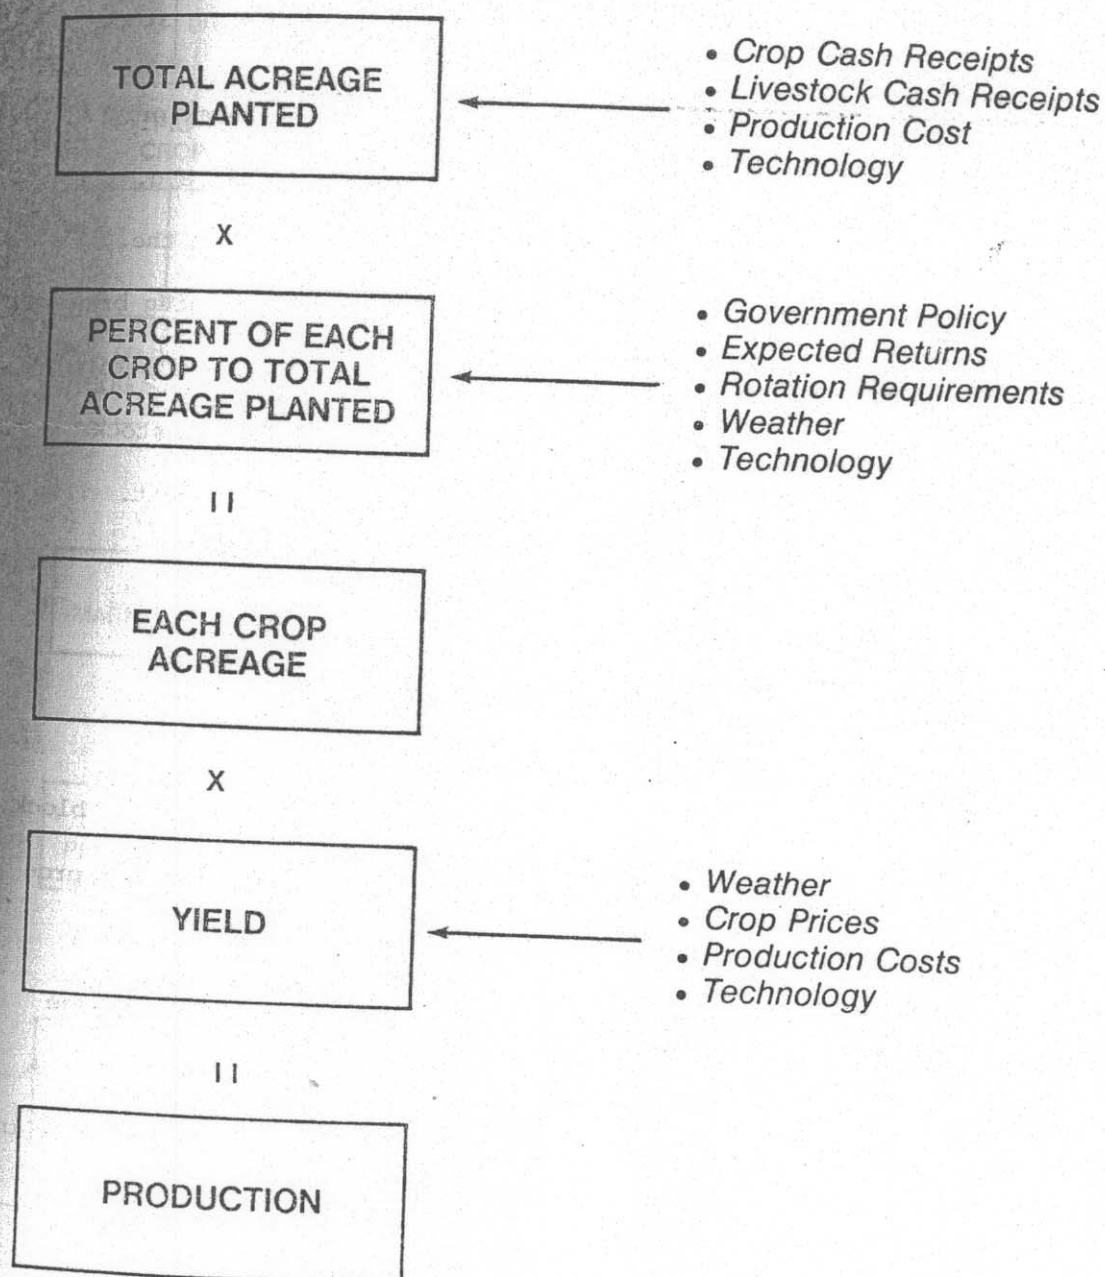 TOTAL ACREAGE
PLANTED
• Crop Cash Receipts
• Livestock Cash Receipts
• Production Cost
• Technology
X
PERCENT OF EACH
CROP TO TOTAL
ACREAGE PLANTED
• Government Policy
• Expected Returns
• Rotation Requirements
• Weather
• Technology
II
EACH CROP
ACREAGE
X
YIELD
• Weather
• Crop Prices
• Production Costs
• Technology
II
PRODUCTION